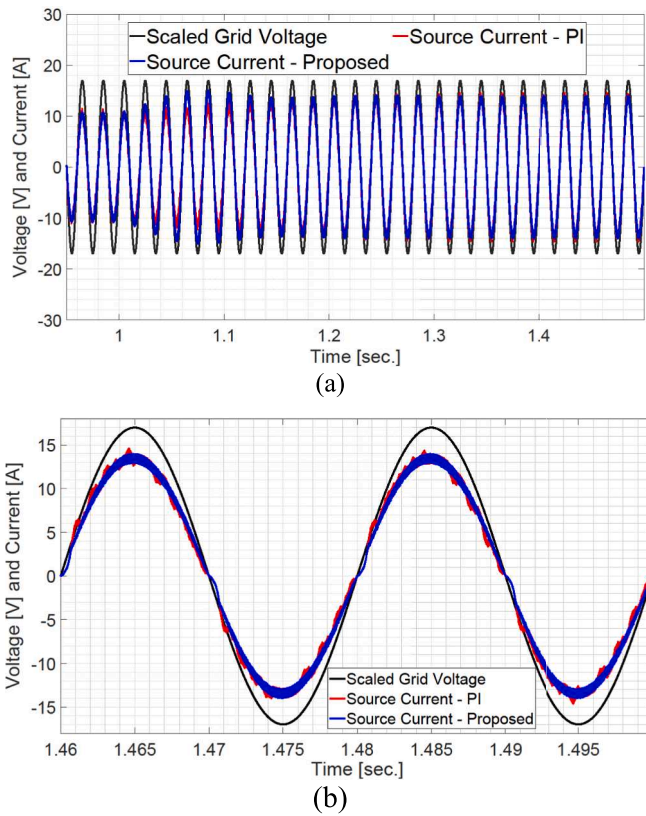 Scaled Grid Voltage
Source Current - PI
Source Current - Proposed
Voltage [V] and Current [A]
30
20
10
0
-10
-20
-30
1
1.1
1.2
1.3
1.4
Time [sec.]
(a)
Voltage [V] and Current [A]
15
10
5
0
-5
-10
-15
Scaled Grid Voltage
Source Current - PI
Source Current - Proposed
1.46
1.465
1.47
1.475
1.48
1.485
1.49
1.495
Time [sec.]
(b)